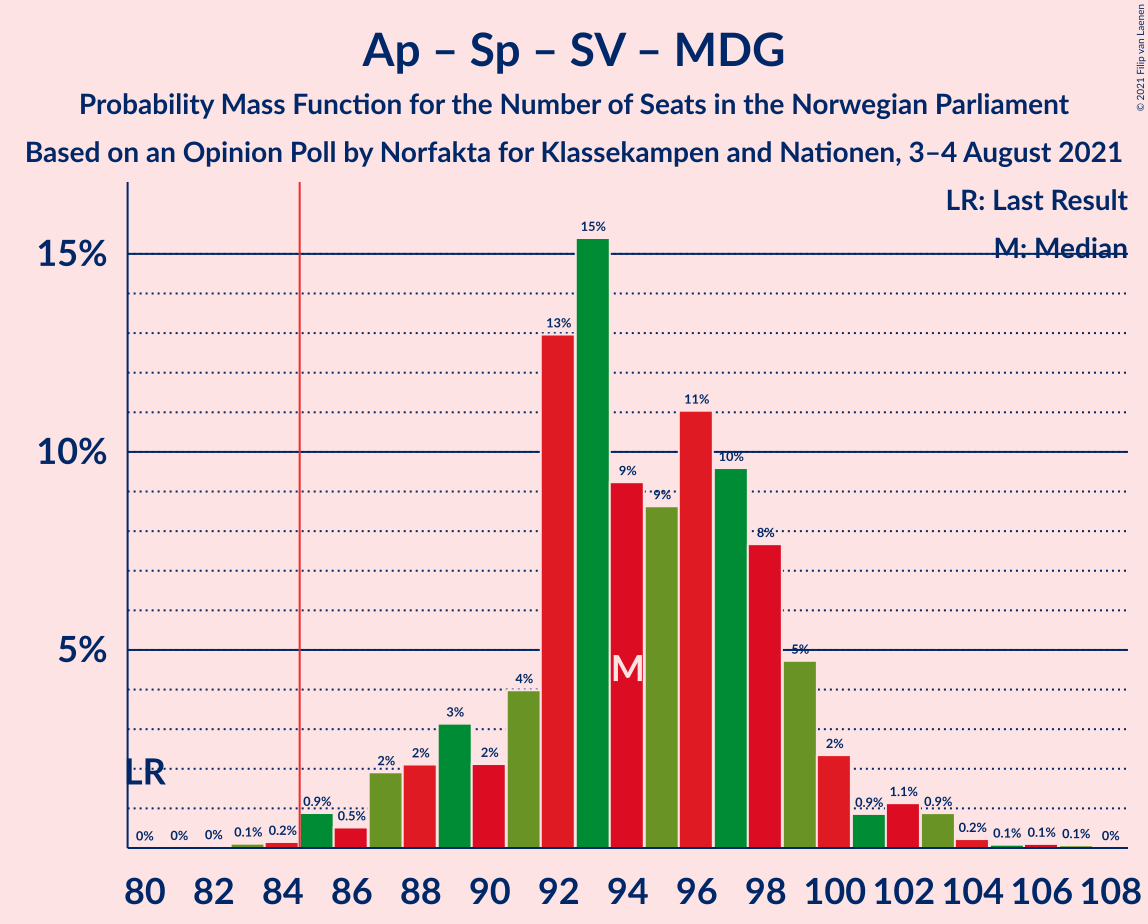 Ap – Sp – SV – MDG
Probability Mass Function for the Number of Seats in the Norwegian Parliament
Based on an Opinion Poll by Norfakta for Klassekampen and Nationen, 3–4 August 2021
© 2021 Filip van Laenen
LR: Last Result
M: Median
15%
10%
5%
LR
M
0% 0% 0% 0.1% 0.2% 0.9% 0.5% 2% 2% 3% 2% 4% 13% 15% 9% 9% 11% 10% 8% 5% 2% 0.9% 1.1% 0.9% 0.2% 0.1% 0.1% 0.1% 0%
80 82 84 86 88 90 92 94 96 98 100 102 104 106 108